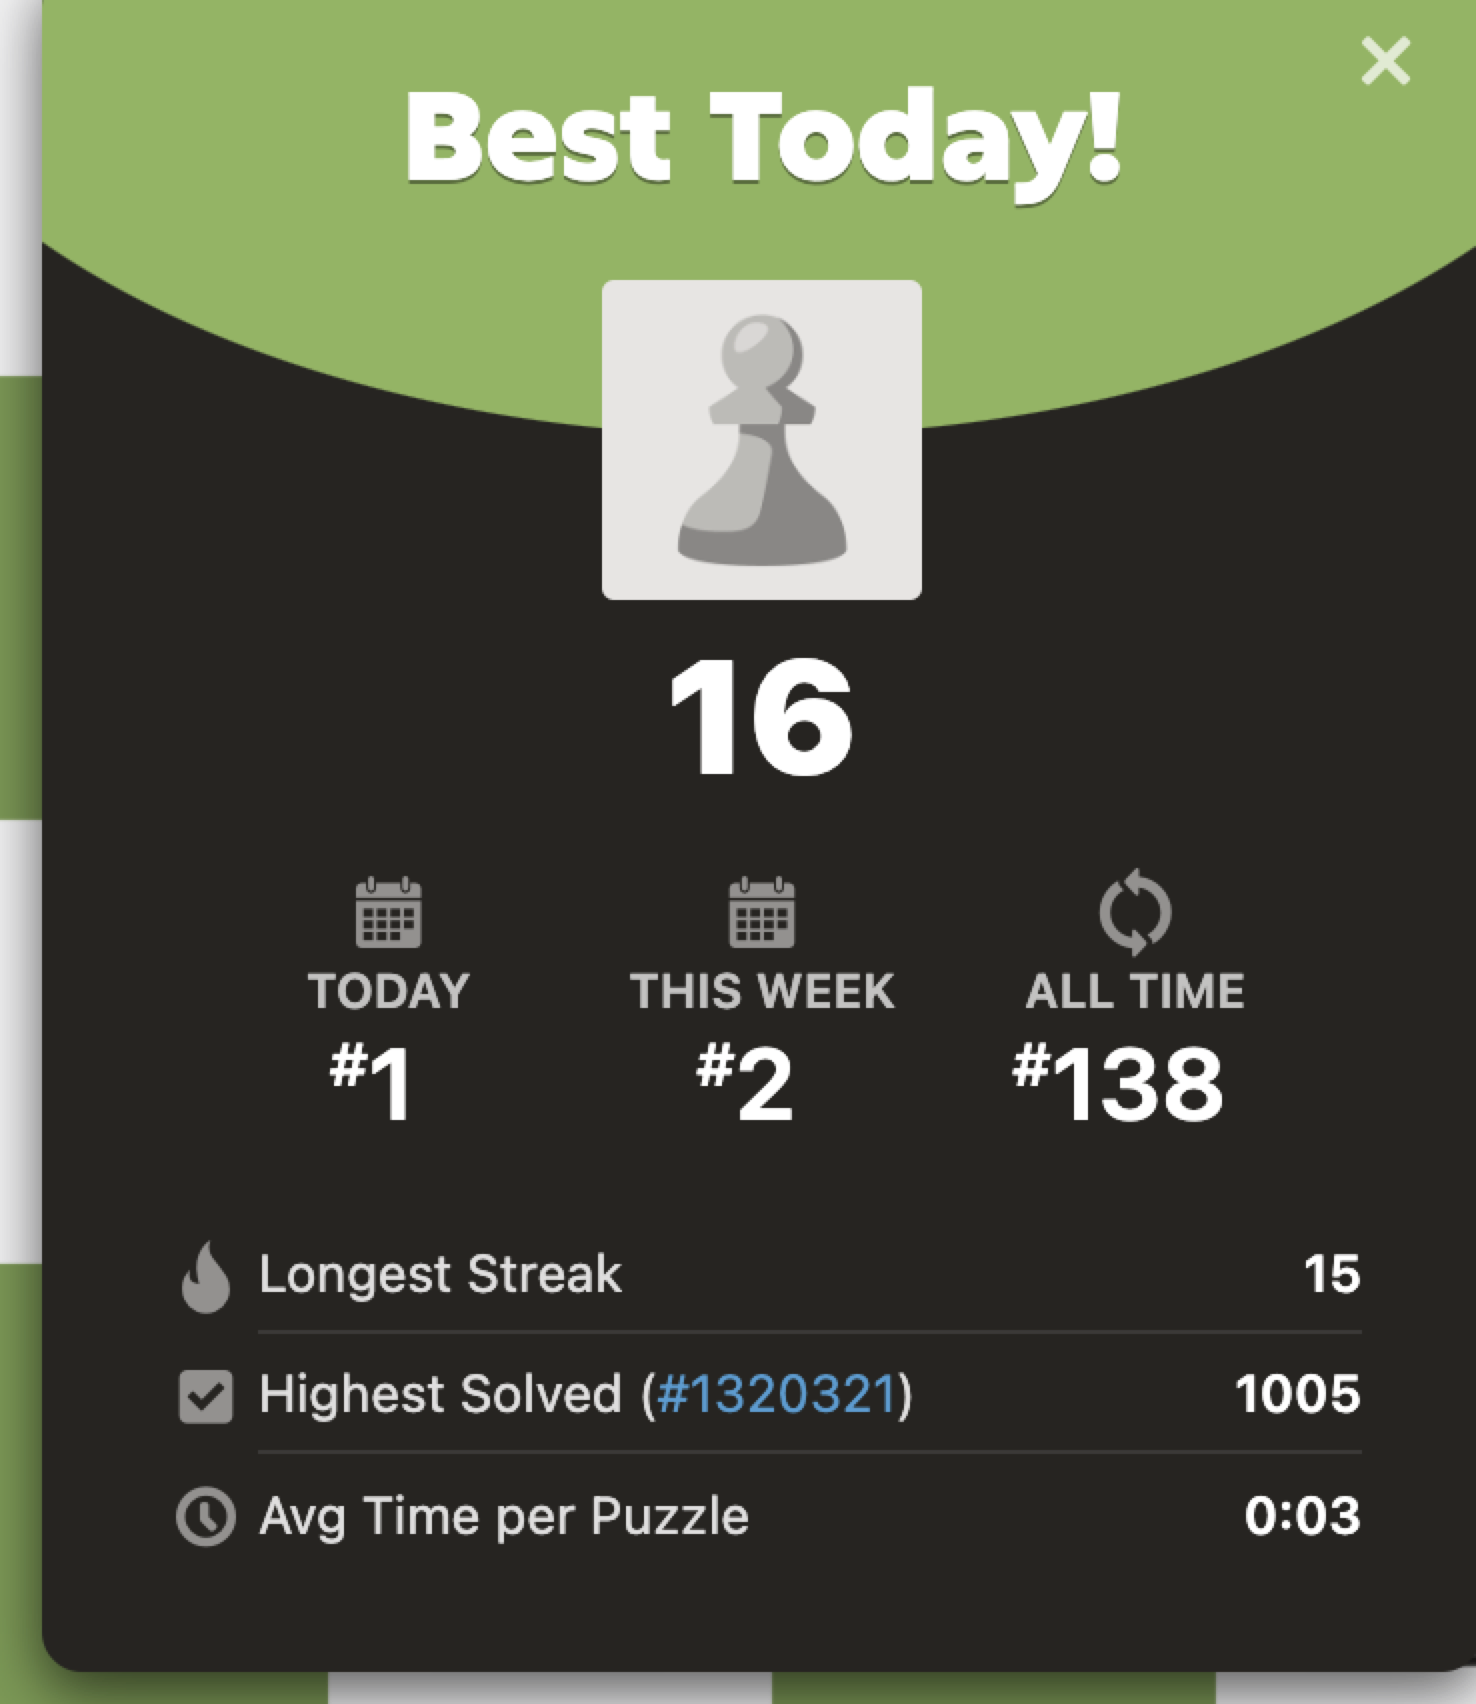 Best Today!
16
TODAY THIS WEEK ALL TIME
#1 #2 #138
Longest Streak 15
Highest Solved (#1320321) 1005
Avg Time per Puzzle 0:03